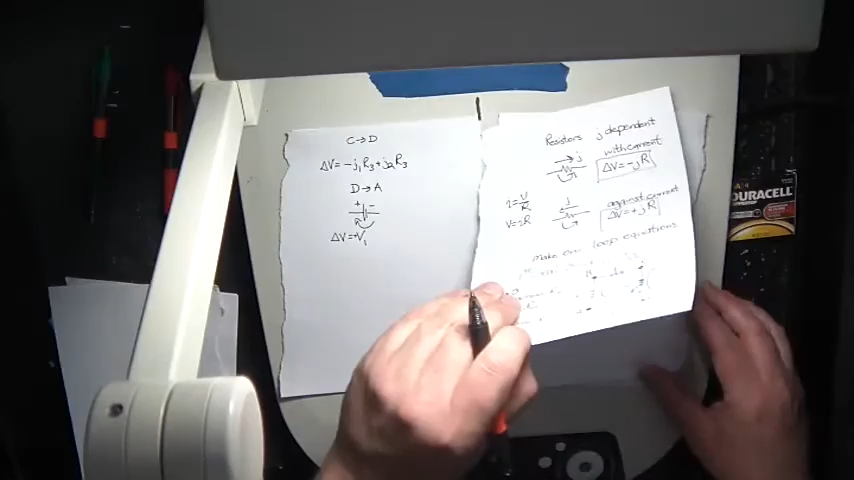 C→D
ΔV = -j₁R₃ + j₂R₃
D→A
+ -
ΔV = +V₁
Resistors j dependent
with current
j
ΔV = -jR
i = V/R
V = iR
against current
j
ΔV = +jR
make our loop equations
DURACELL